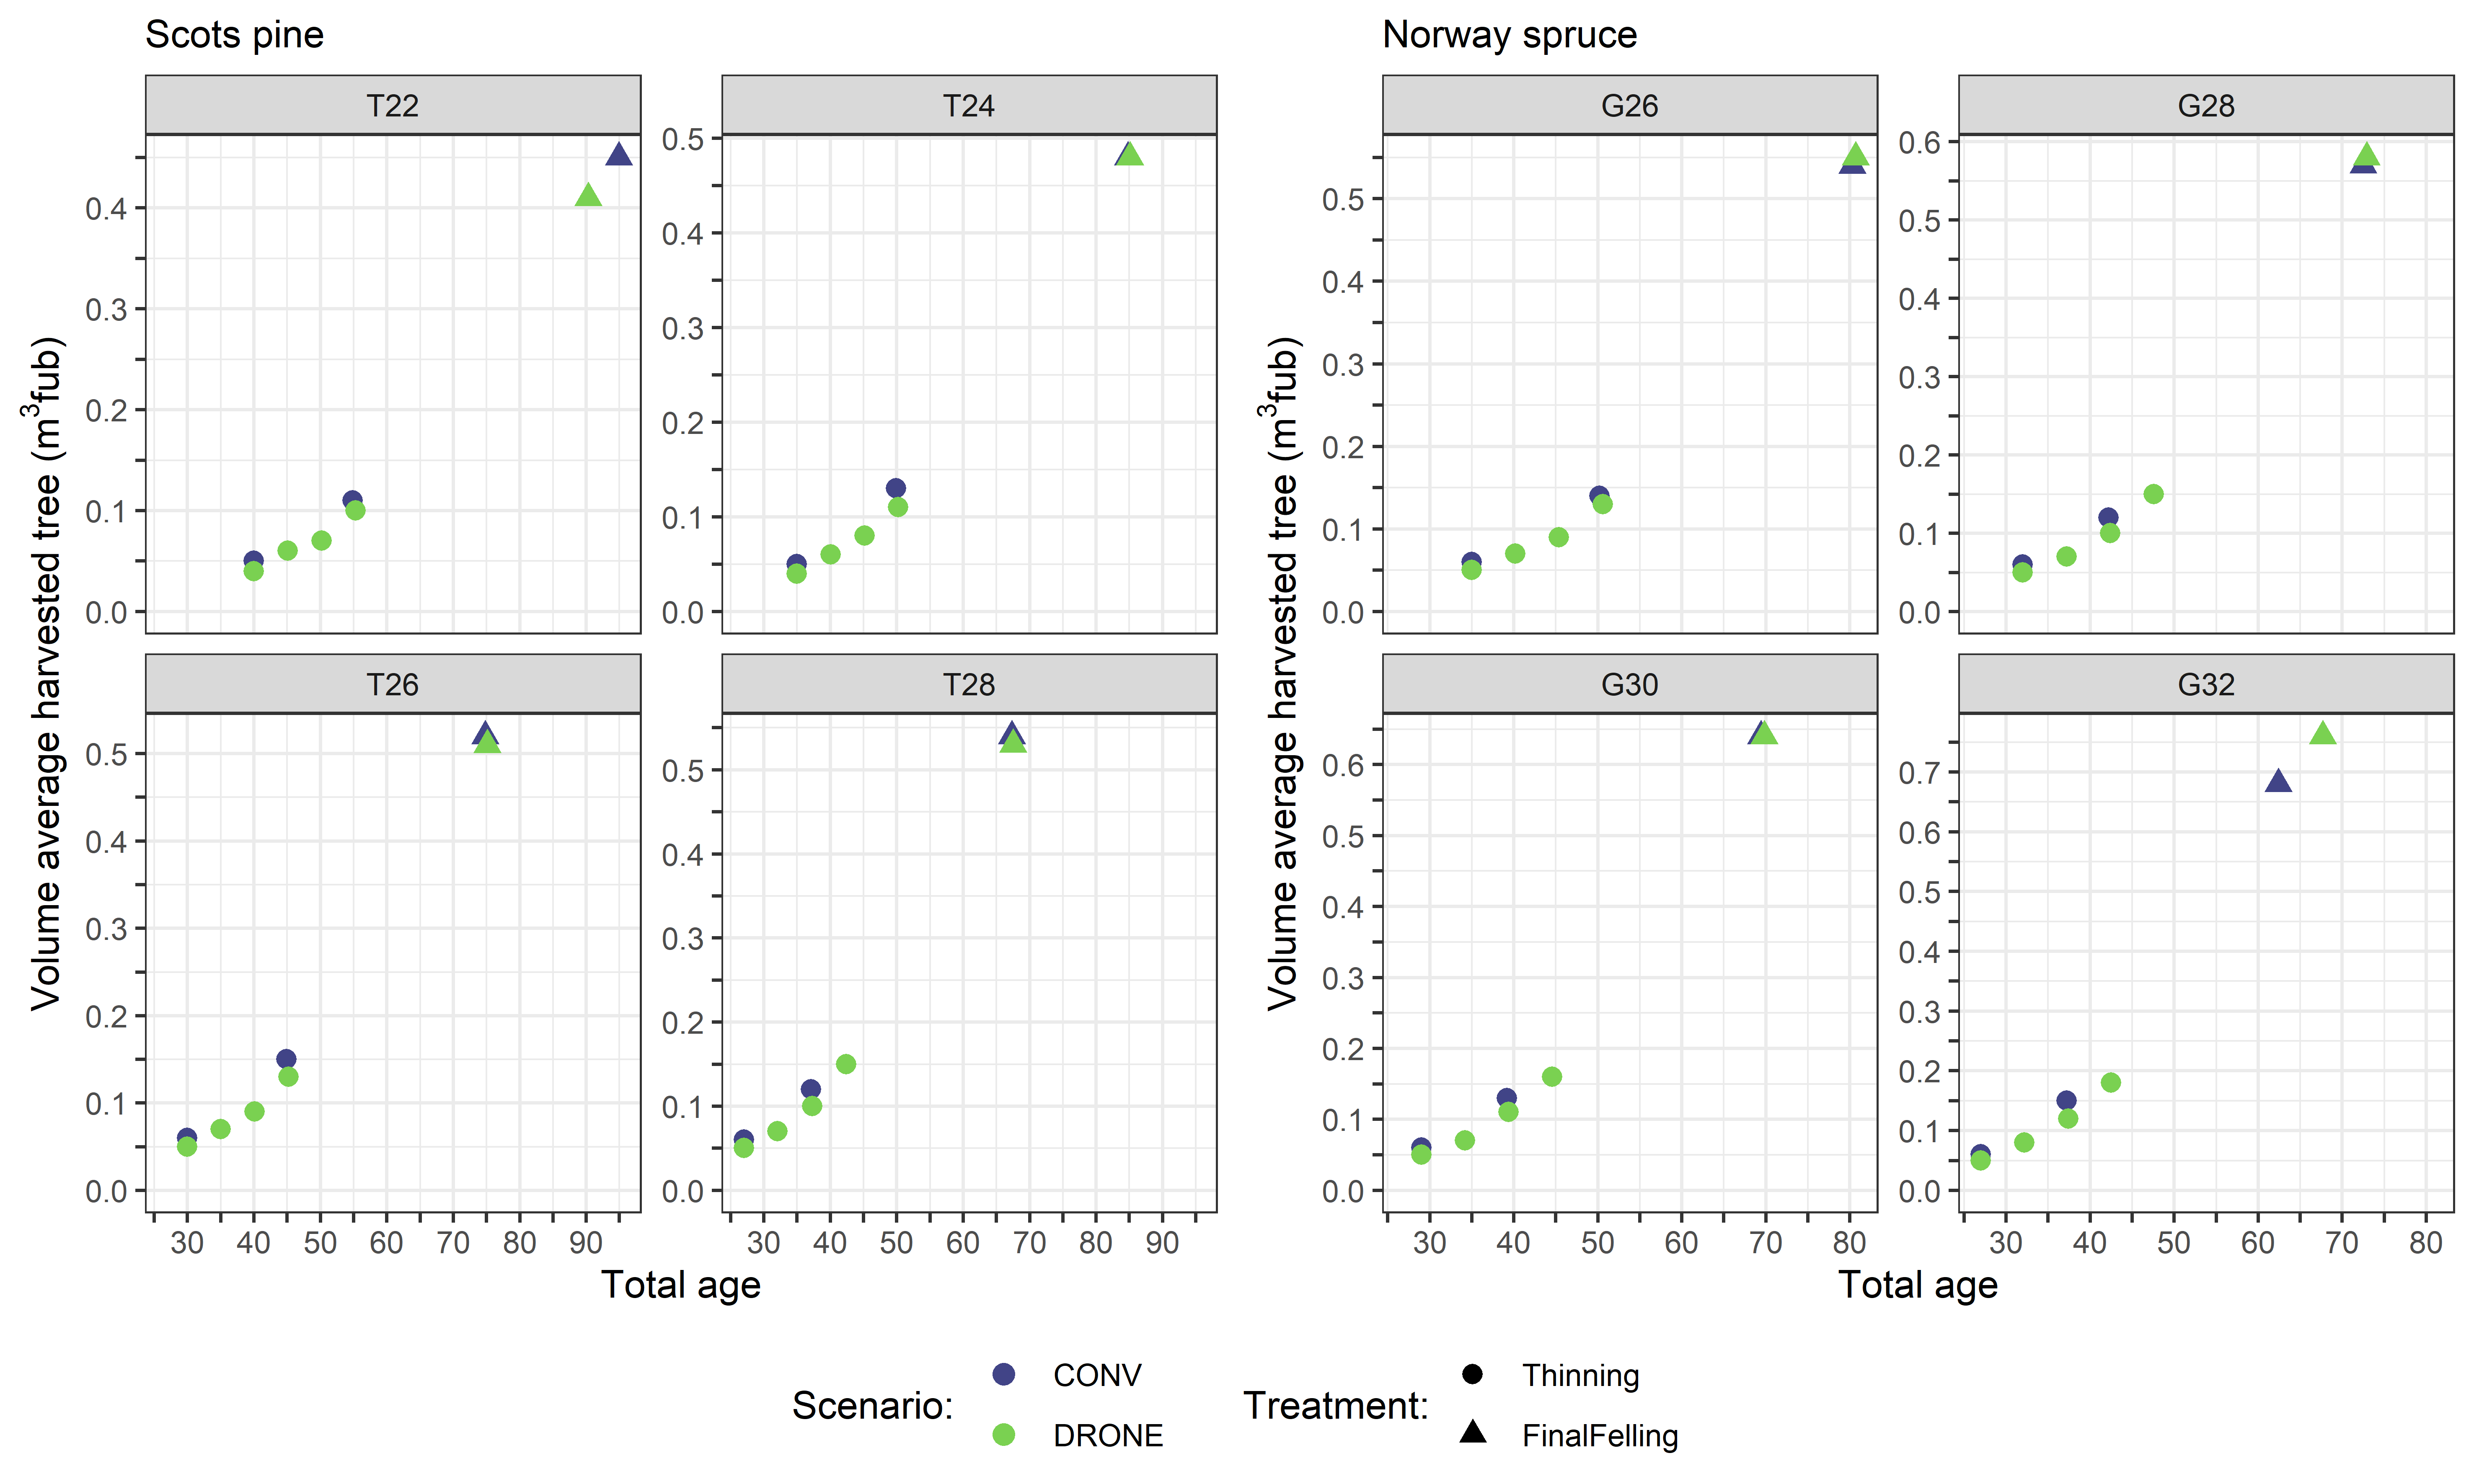 Scots pine
Norway spruce
T22
T24
G26
G28
0.4
0.3
0.2
0.1
0.0
0.5
0.4
0.3
0.2
0.1
0.0
0.5
0.4
0.3
0.2
0.1
0.0
0.6
0.5
0.4
0.3
0.2
0.1
0.0
Volume average harvested tree (m³fub)
Volume average harvested tree (m³fub)
T26
T28
G30
G32
0.5
0.4
0.3
0.2
0.1
0.0
0.5
0.4
0.3
0.2
0.1
0.0
0.6
0.5
0.4
0.3
0.2
0.1
0.0
0.7
0.6
0.5
0.4
0.3
0.2
0.1
0.0
30 40 50 60 70 80 90
30 40 50 60 70 80 90
30 40 50 60 70 80
30 40 50 60 70 80
Total age
Total age
Scenario:
CONV
DRONE
Treatment:
Thinning
FinalFelling